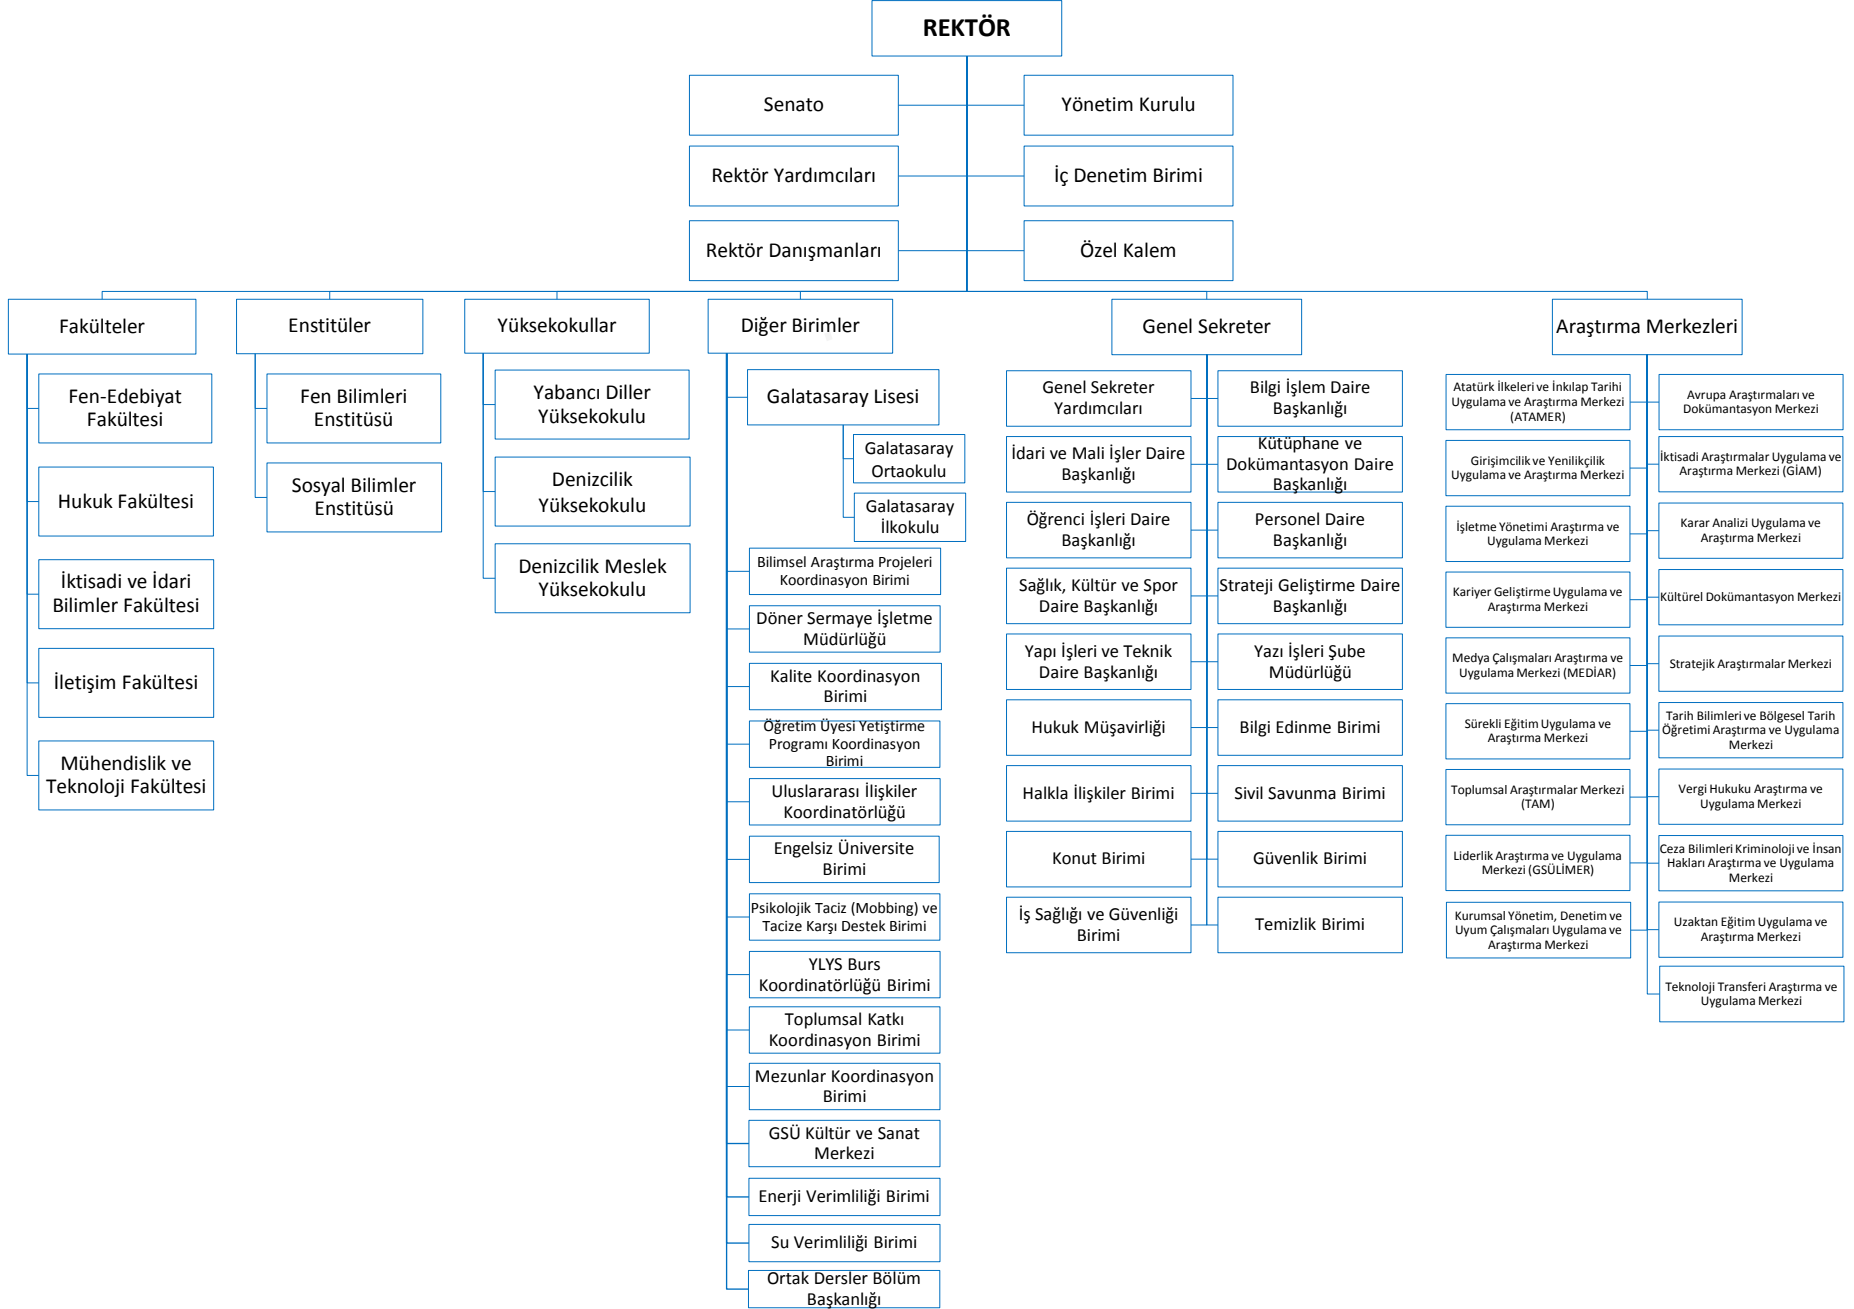 REKTÖR
Senato
Yönetim Kurulu
Rektör Yardımcıları
İç Denetim Birimi
Rektör Danışmanları
Özel Kalem
Fakülteler
Fen-Edebiyat
Fakültesi
Hukuk Fakültesi
İktisadi ve İdari
Bilimler Fakültesi
İletişim Fakültesi
Mühendislik ve
Teknoloji Fakültesi
Enstitüler
Fen Bilimleri
Enstitüsü
Sosyal Bilimler
Enstitüsü
Yüksekokullar
Yabancı Diller
Yüksekokulu
Denizcilik
Yüksekokulu
Denizcilik Meslek
Yüksekokulu
Diğer Birimler
Galatasaray Lisesi
Galatasaray
Ortaokulu
Galatasaray
İlkokulu
Bilimsel Araştırma Projeleri
Koordinasyon Birimi
Döner Sermaye İşletme
Müdürlüğü
Kalite Koordinasyon
Birimi
Öğretim Üyesi Yetiştirme
Programı Koordinasyon
Birimi
Uluslararası İlişkiler
Koordinatörlüğü
Engelsiz Üniversite
Birimi
Psikolojik Taciz (Mobbing) ve
Tacize Karşı Destek Birimi
YLYS Burs
Koordinatörlüğü Birimi
Toplumsal Katkı
Koordinasyon Birimi
Mezunlar Koordinasyon
Birimi
GSÜ Kültür ve Sanat
Merkezi
Enerji Verimliliği Birimi
Su Verimliliği Birimi
Ortak Dersler Bölüm
Başkanlığı
Genel Sekreter
Genel Sekreter
Yardımcıları
Bilgi İşlem Daire
Başkanlığı
İdari ve Mali İşler Daire
Başkanlığı
Kütüphane ve
Dokümantasyon Daire
Başkanlığı
Öğrenci İşleri Daire
Başkanlığı
Personel Daire
Başkanlığı
Sağlık, Kültür ve Spor
Daire Başkanlığı
Strateji Geliştirme Daire
Başkanlığı
Yapı İşleri ve Teknik
Daire Başkanlığı
Yazı İşleri Şube
Müdürlüğü
Hukuk Müşavirliği
Bilgi Edinme Birimi
Halkla İlişkiler Birimi
Sivil Savunma Birimi
Konut Birimi
Güvenlik Birimi
İş Sağlığı ve Güvenliği
Birimi
Temizlik Birimi
Araştırma Merkezleri
Atatürk İlkeleri ve İnkılap Tarihi
Uygulama ve Araştırma Merkezi
(ATAMER)
Avrupa Araştırmaları ve
Dokümantasyon Merkezi
Girişimcilik ve Yenilikçilik
Uygulama ve Araştırma Merkezi
İktisadi Araştırmalar Uygulama ve
Araştırma Merkezi (GİAM)
İşletme Yönetimi Araştırma ve
Uygulama Merkezi
Karar Analizi Uygulama ve
Araştırma Merkezi
Kariyer Geliştirme Uygulama ve
Araştırma Merkezi
Kültürel Dokümantasyon Merkezi
Medya Çalışmaları Araştırma ve
Uygulama Merkezi (MEDİAR)
Stratejik Araştırmalar Merkezi
Sürekli Eğitim Uygulama ve
Araştırma Merkezi
Tarih Bilimleri ve Bölgesel Tarih
Öğretimi Araştırma ve Uygulama
Merkezi
Toplumsal Araştırmalar Merkezi
(TAM)
Vergi Hukuku Araştırma ve
Uygulama Merkezi
Liderlik Araştırma ve Uygulama
Merkezi (GSÜLİMER)
Ceza Bilimleri Kriminoloji ve İnsan
Hakları Araştırma ve Uygulama
Merkezi
Kurumsal Yönetim, Denetim ve
Uyum Çalışmaları Uygulama ve
Araştırma Merkezi
Uzaktan Eğitim Uygulama ve
Araştırma Merkezi
Teknoloji Transferi Araştırma ve
Uygulama Merkezi